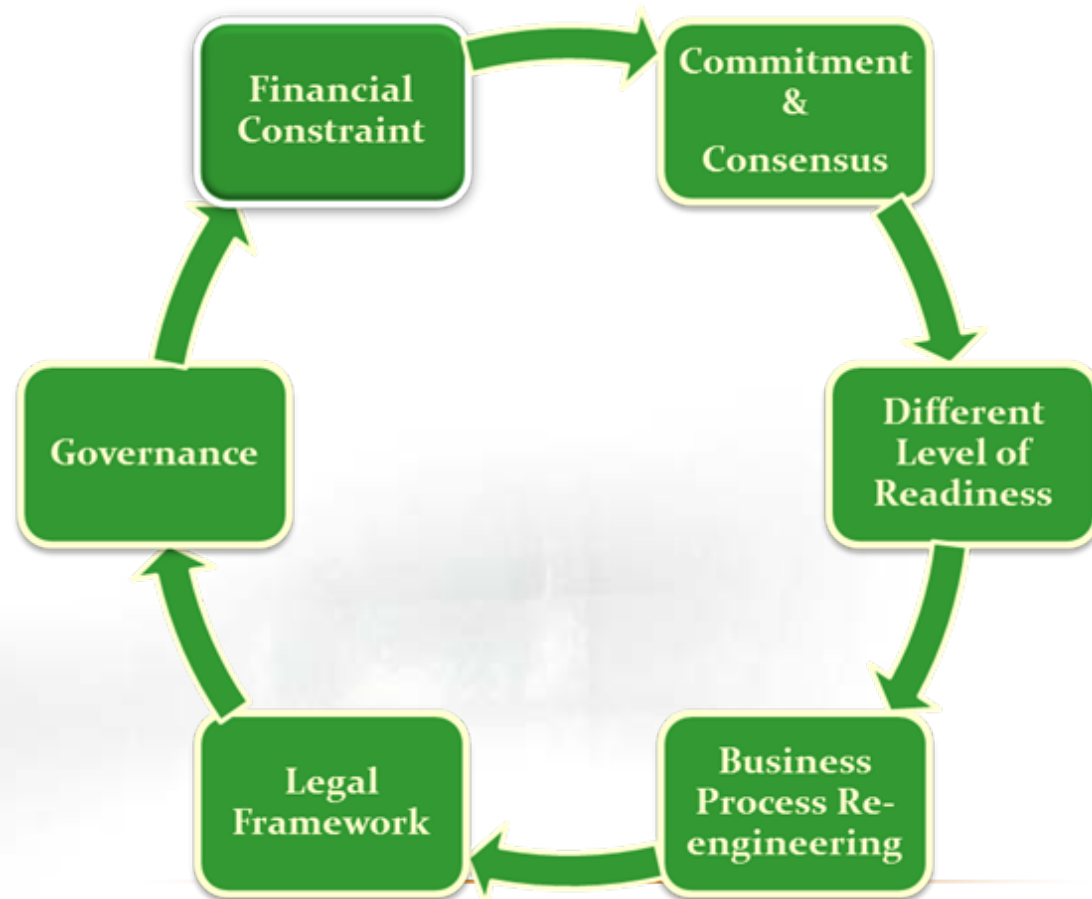 Financial
Constraint
Commitment
&
Consensus
Different
Level of
Readiness
Business
Process Re-
engineering
Legal
Framework
Governance